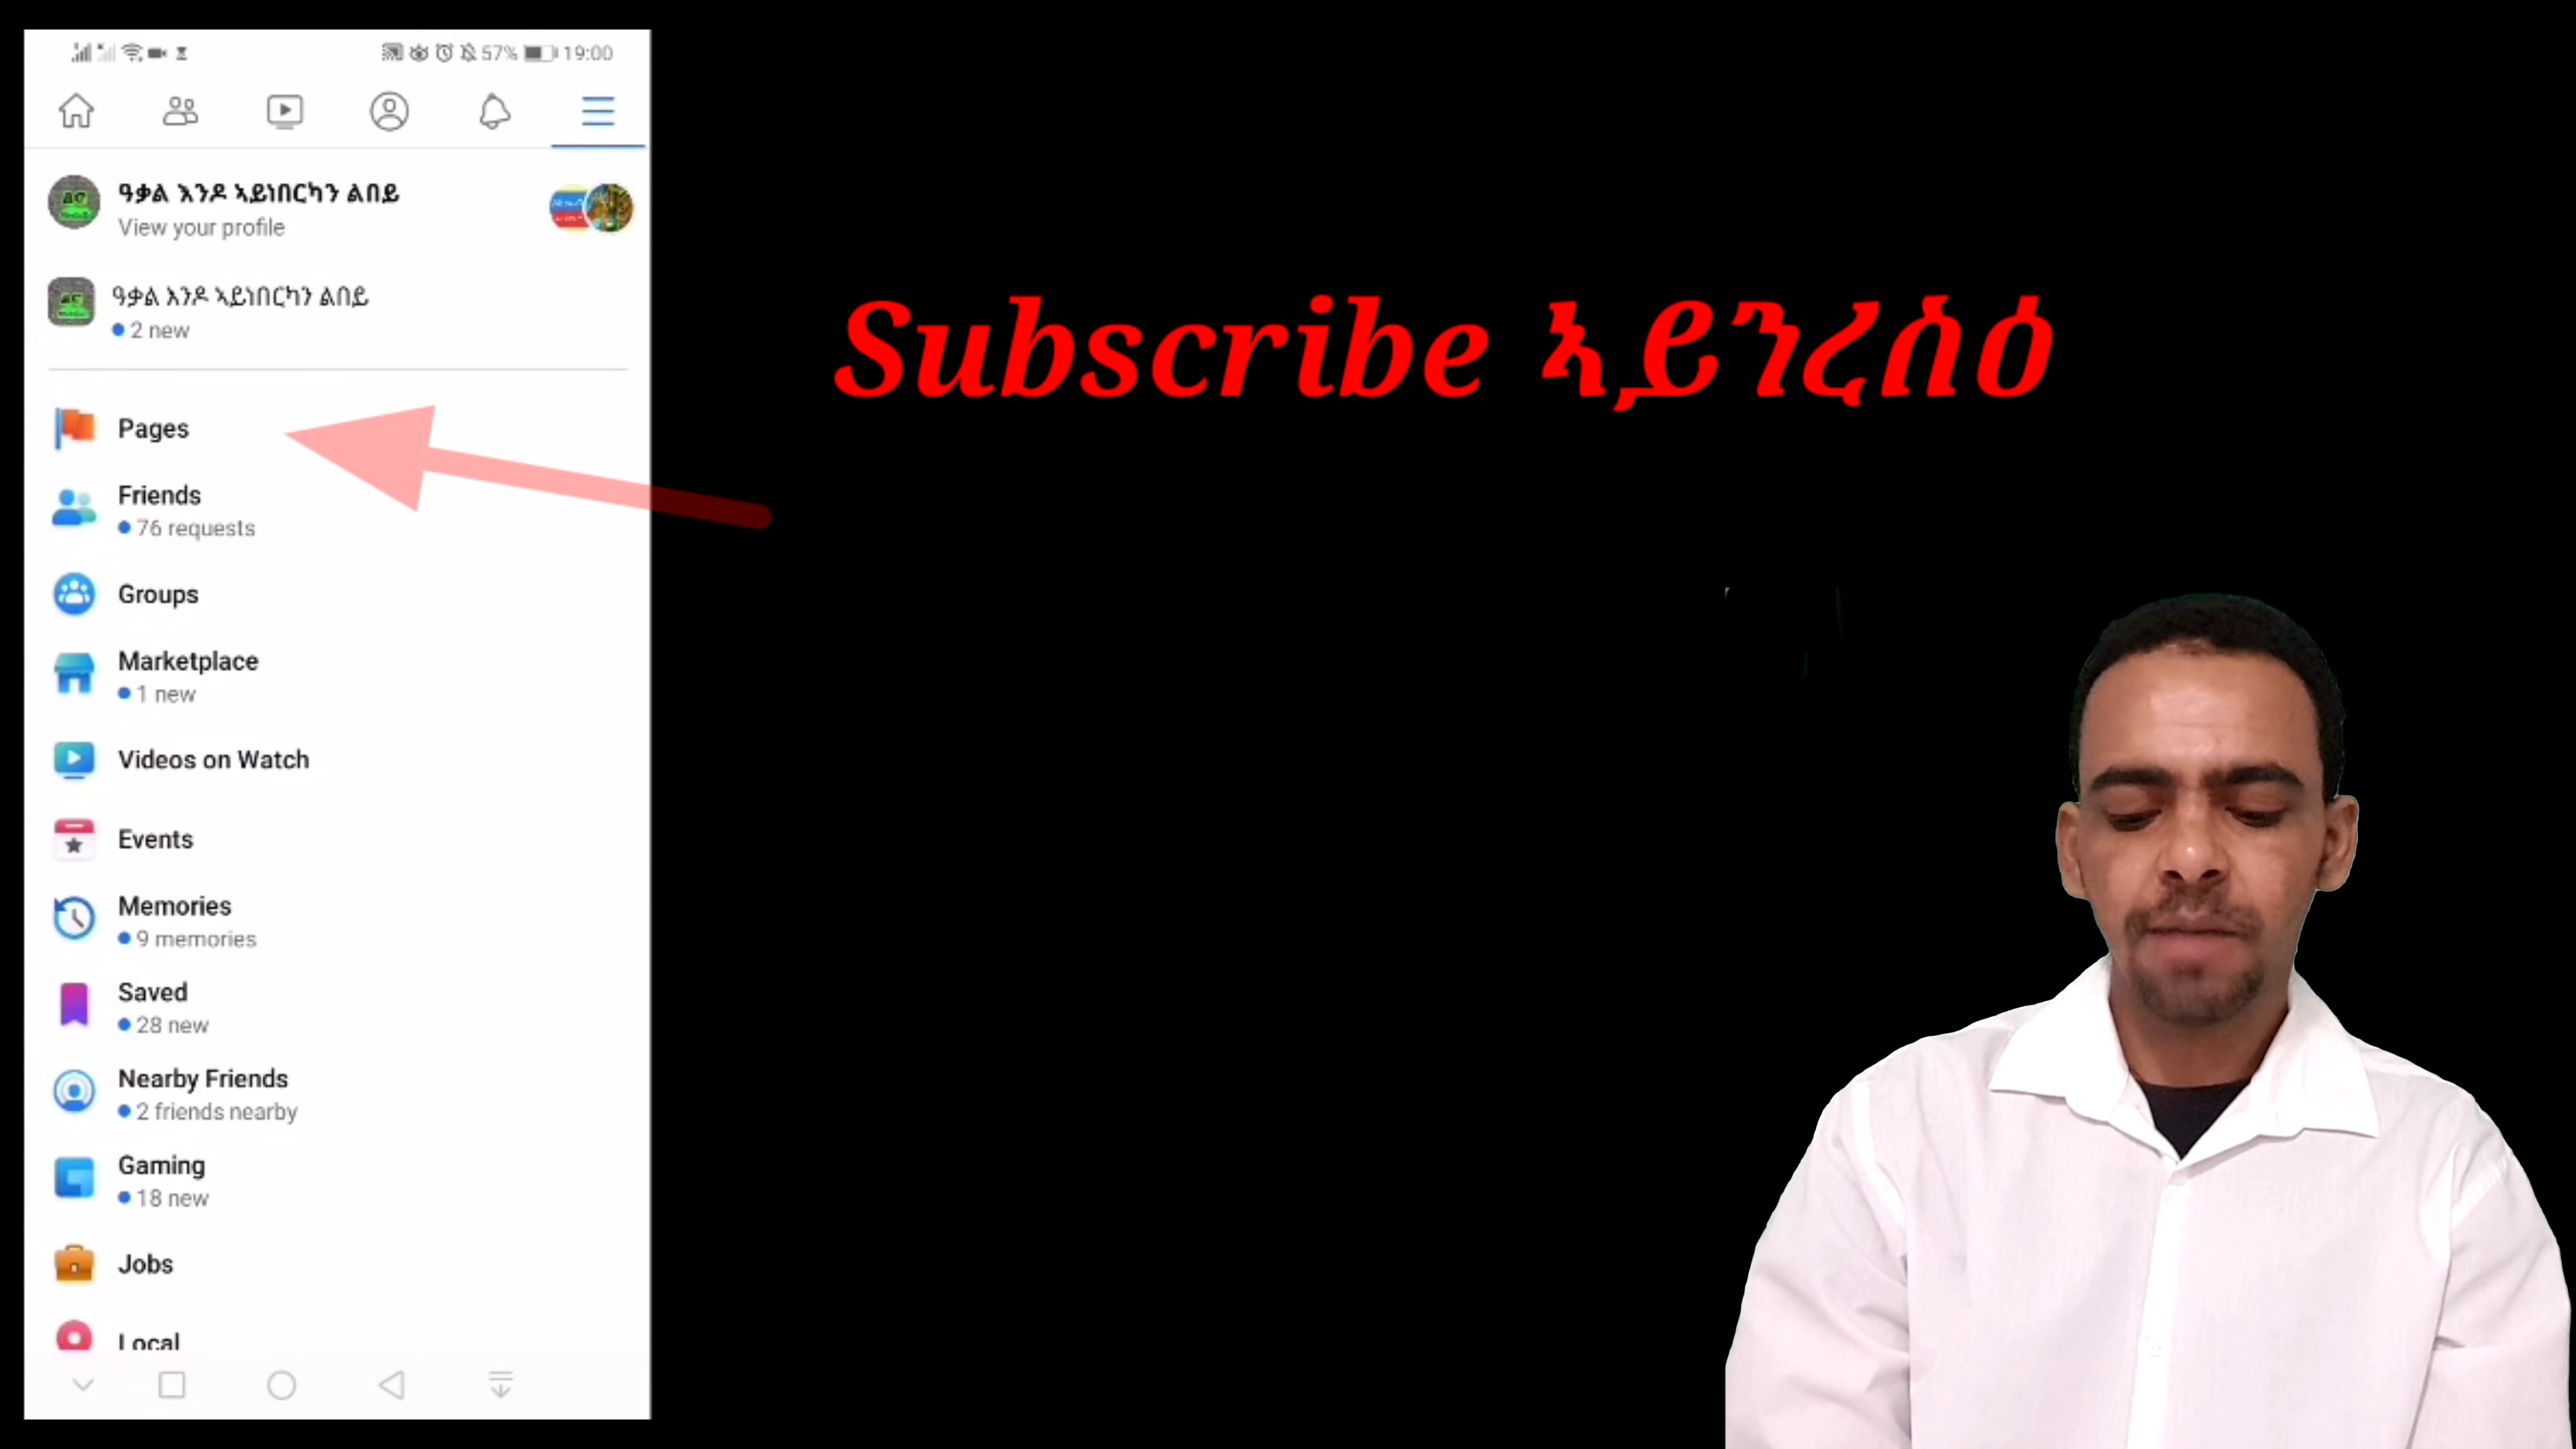 57% 19:00
ዓቃል እንዶ ኣይነበርካን ልበይ
View your profile
ዓቃል እንዶ ኣይነበርካን ልበይ
2 new
Pages
Friends
76 requests
Groups
Marketplace
1 new
Videos on Watch
Events
Memories
9 memories
Saved
28 new
Nearby Friends
2 friends nearby
Gaming
18 new
Jobs
Local
Subscribe ኣይንረስዕ